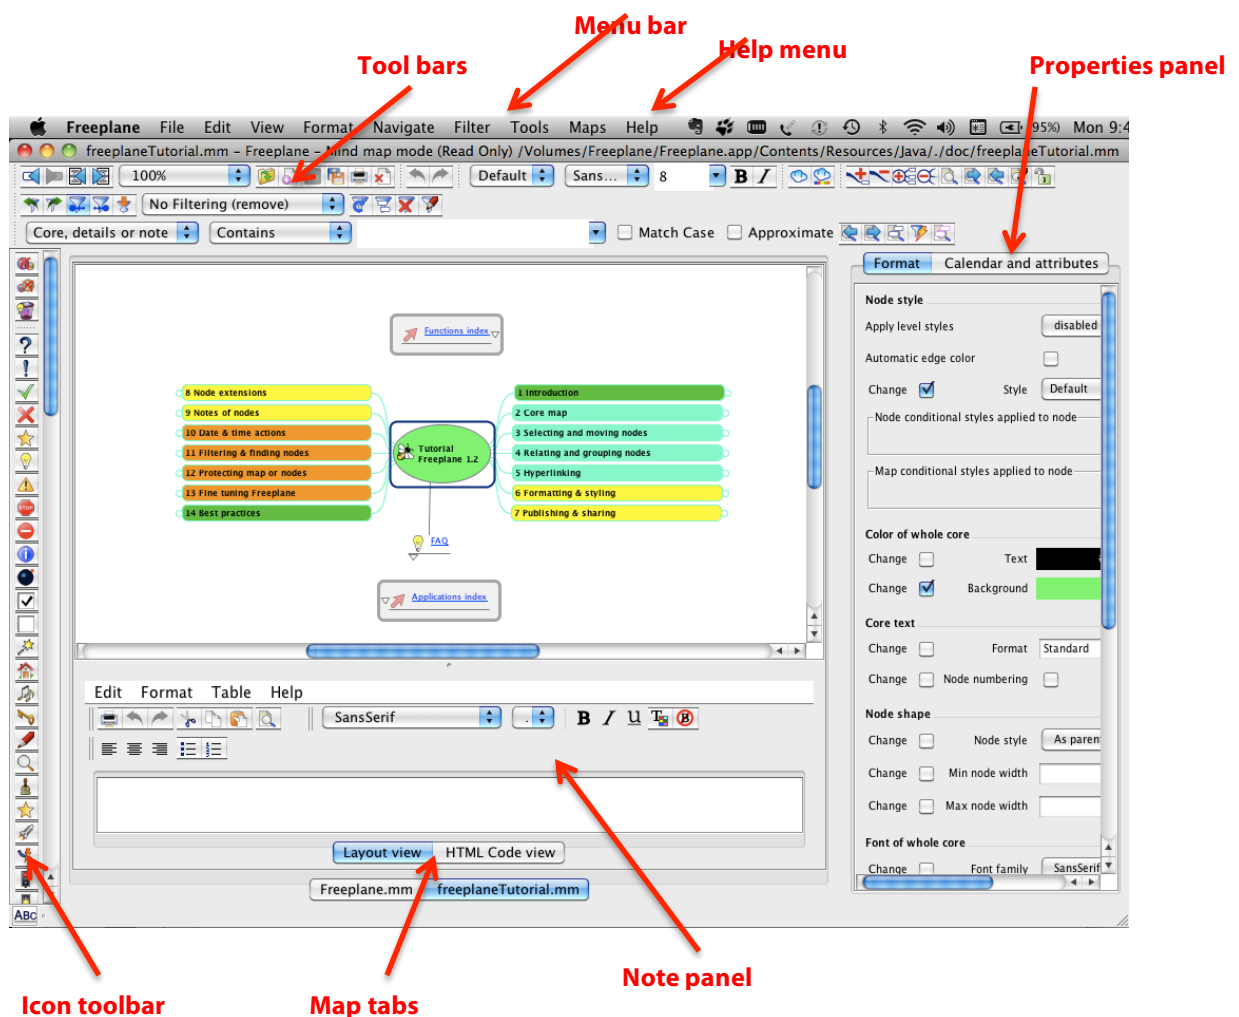 Menu bar
Help menu
Tool bars
Properties panel
Freeplane File Edit View Format Navigate Filter Tools Maps Help 95%) Mon 9:4
freeplaneTutorial.mm – Freeplane – Mind map mode (Read Only) /Volumes/Freeplane/Freeplane.app/Contents/Resources/Java/./doc/freeplaneTutorial.mm
100% Default Sans... 8 B I
No Filtering (remove)
Core, details or note Contains Match Case Approximate
Format Calendar and attributes
Node style
Apply level styles disabled
Automatic edge color
Change Style Default
Node conditional styles applied to node
Map conditional styles applied to node
Color of whole core
Change Text
Change Background
Core text
Change Format Standard
Change Node numbering
Node shape
Change Node style As paren
Change Min node width
Change Max node width
Font of whole core
Change Font family SansSerif
Functions index
8 Node extensions
9 Notes of nodes
10 Date & time actions
11 Filtering & finding nodes
12 Protecting map or nodes
13 Fine tuning Freeplane
14 Best practices
Tutorial
Freeplane 1.2
1 Introduction
2 Core map
3 Selecting and moving nodes
4 Relating and grouping nodes
5 Hyperlinking
6 Formatting & styling
7 Publishing & sharing
FAQ
Applications index
STOP
Edit Format Table Help
SansSerif . B I U
Layout view HTML Code view
Freeplane.mm freeplaneTutorial.mm
ABC
Note panel
Icon toolbar
Map tabs